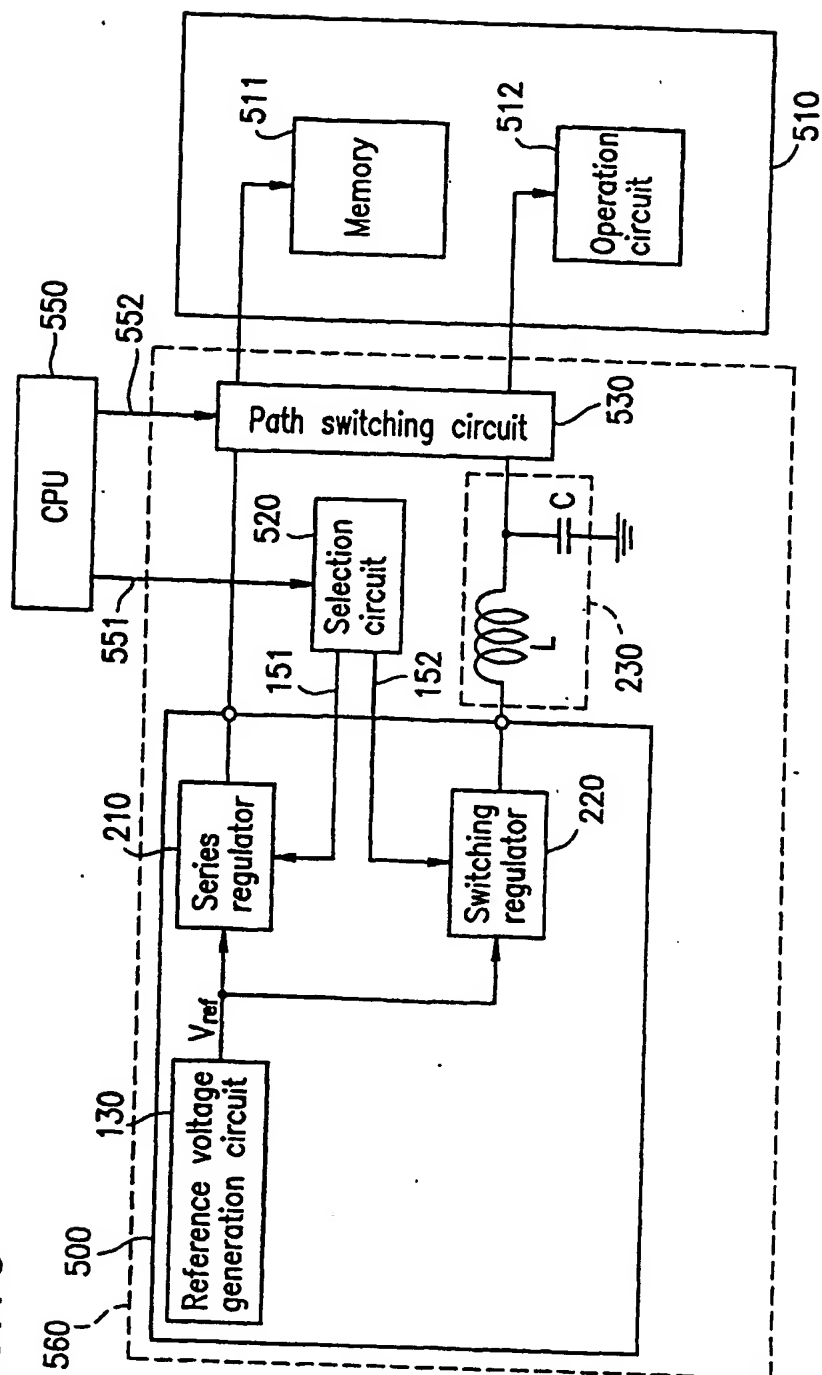 550
CPU
551
552
560
500
130
Reference voltage
generation circuit
Vref
210
Series
regulator
151
152
520
Selection
circuit
Switching
regulator
220
L
C
230
Path switching circuit
530
511
Memory
512
Operation
circuit
510